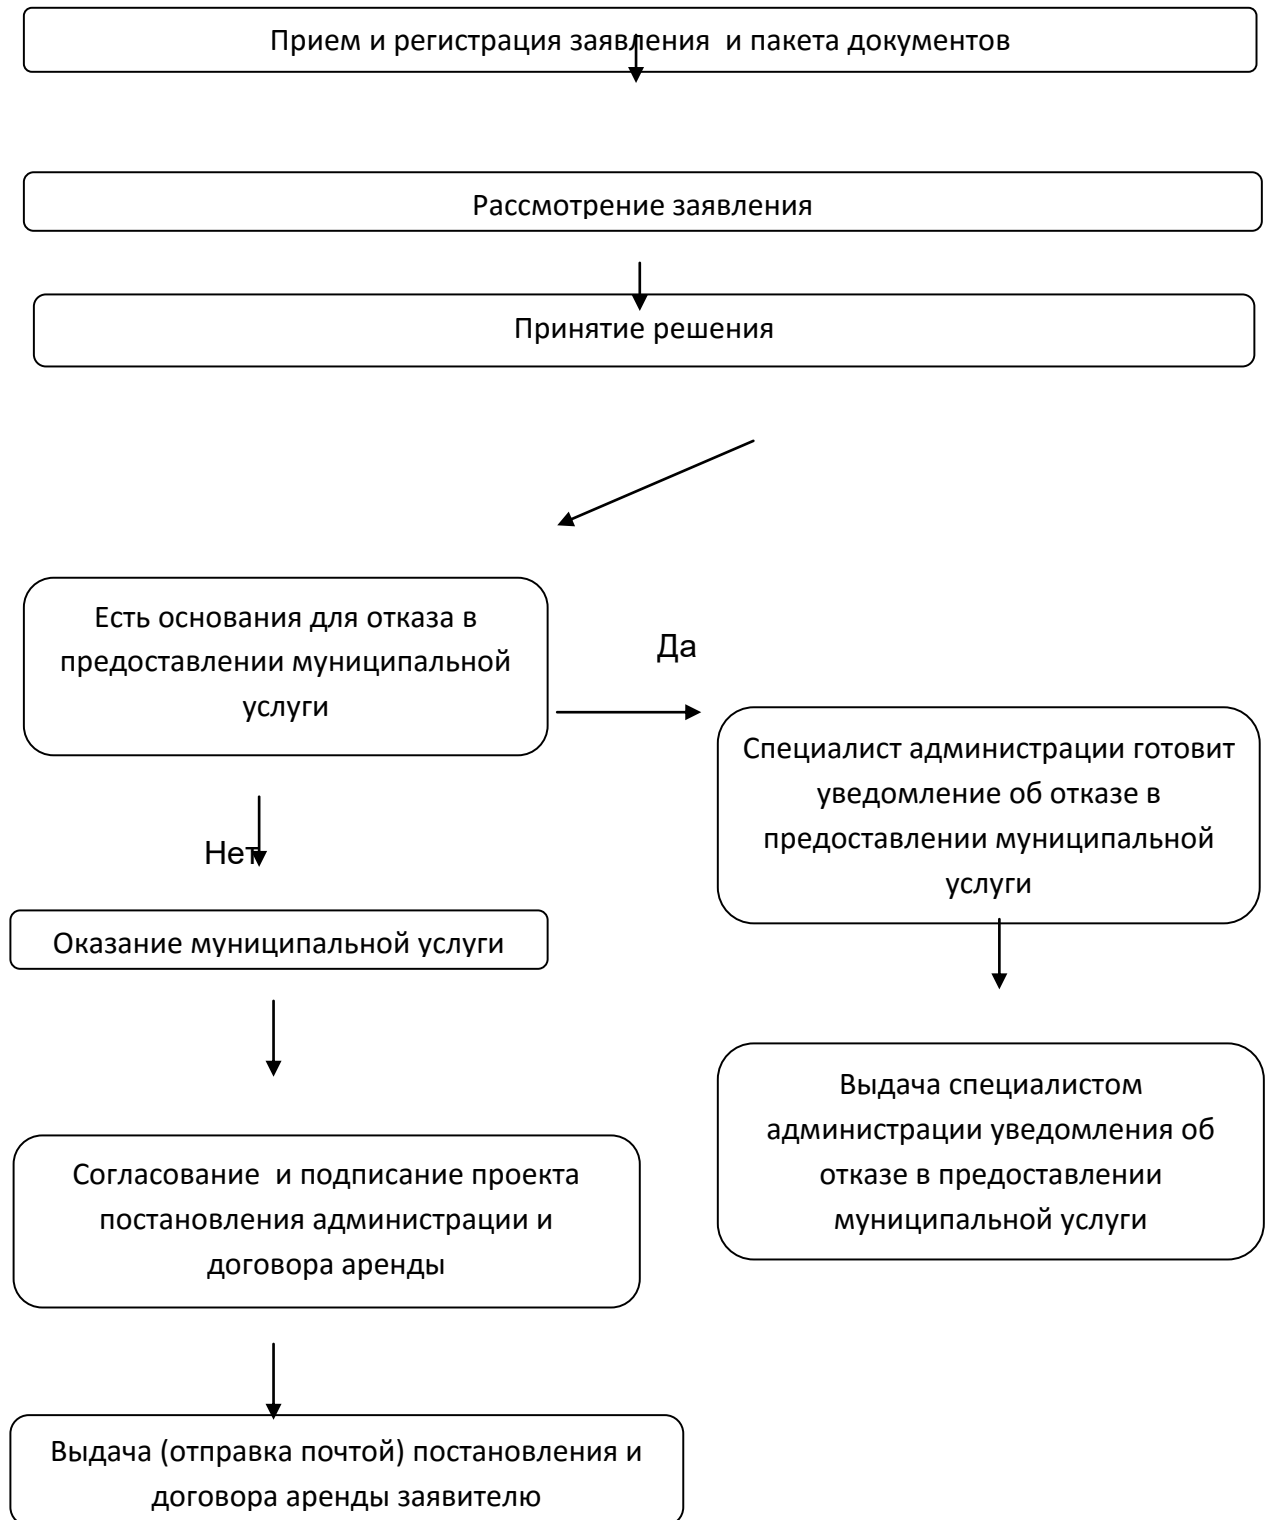 Прием и регистрация заявления  и пакета документов
Рассмотрение заявления
Принятие решения
Есть основания для отказа в
предоставлении муниципальной
услуги
Да
Специалист администрации готовит
уведомление об отказе в
предоставлении муниципальной
услуги
Нет
Оказание муниципальной услуги
Выдача специалистом
администрации уведомления об
отказе в предоставлении
муниципальной услуги
Согласование  и подписание проекта
постановления администрации и
договора аренды
Выдача (отправка почтой) постановления и
договора аренды заявителю